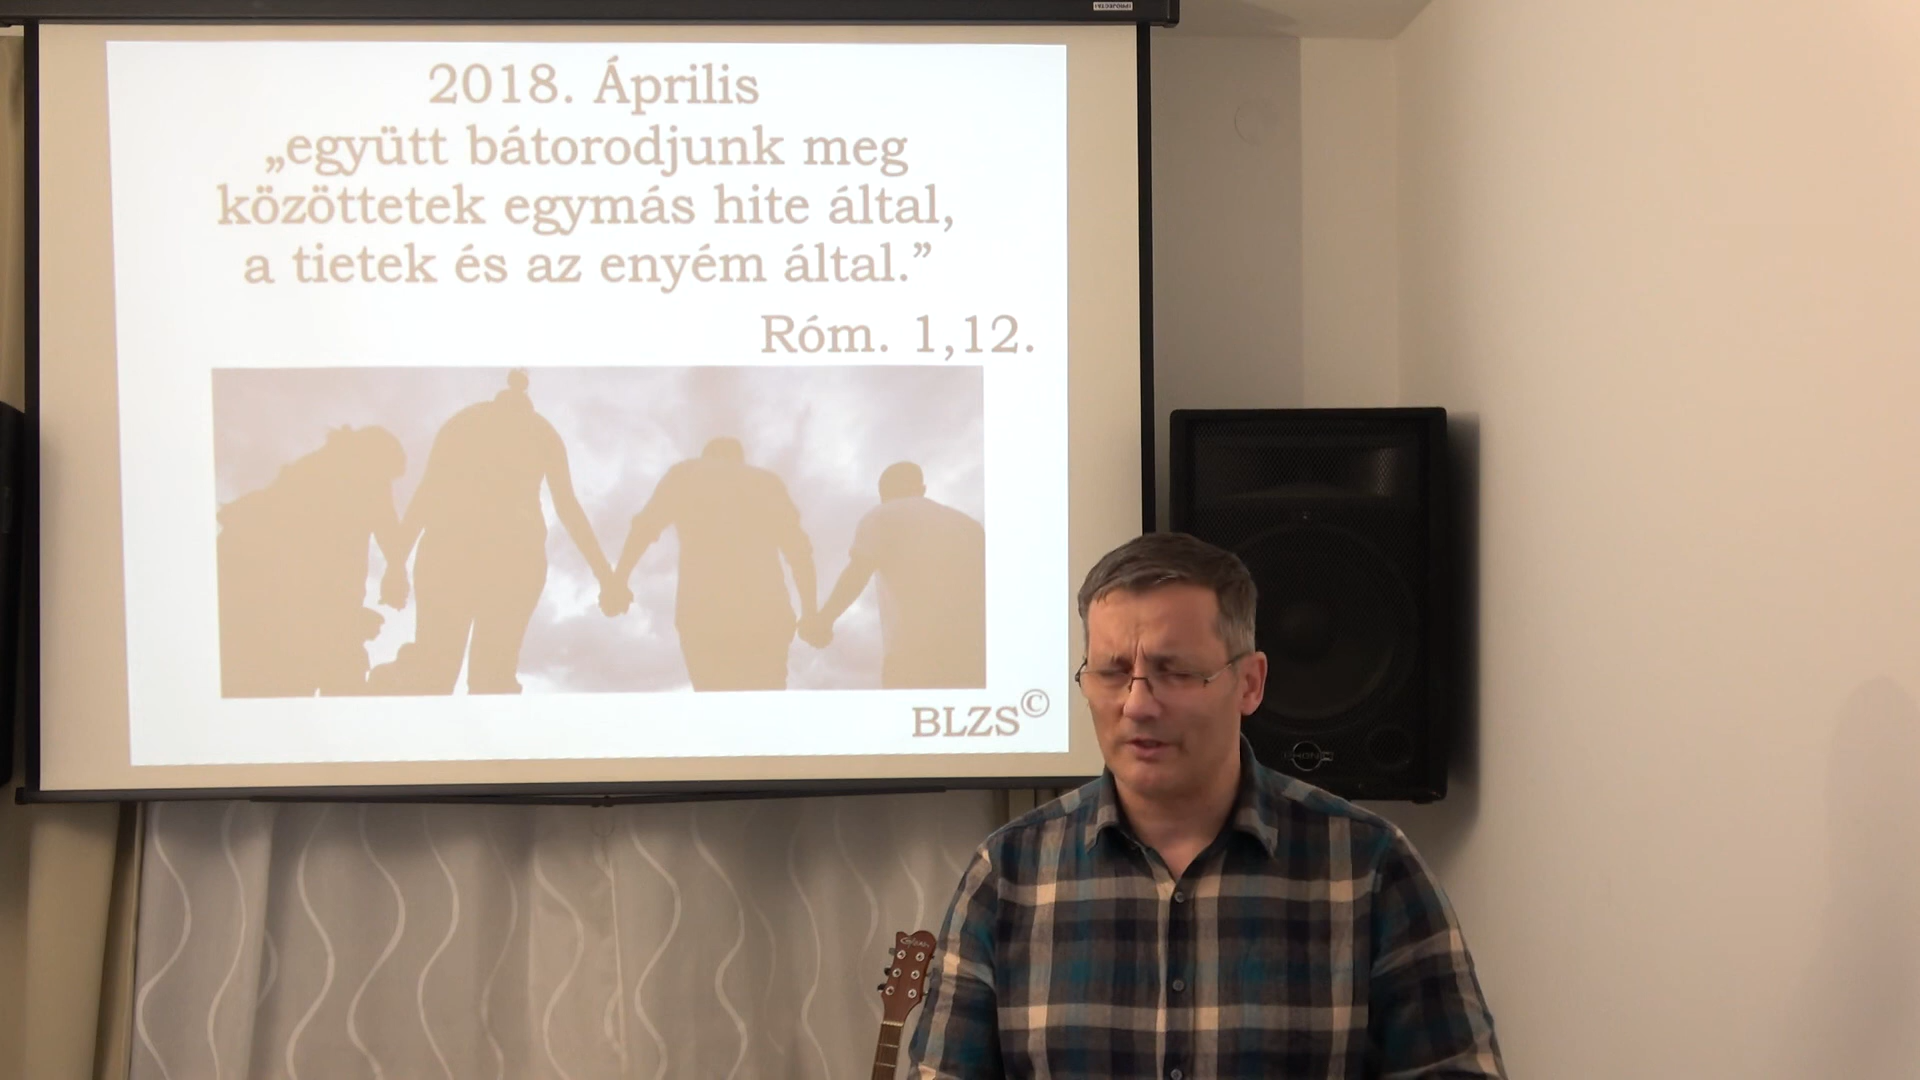 2018. Április
„együtt bátorodjunk meg
közöttetek egymás hite által,
a tietek és az enyém által.”
Róm. 1,12.
BLZS©